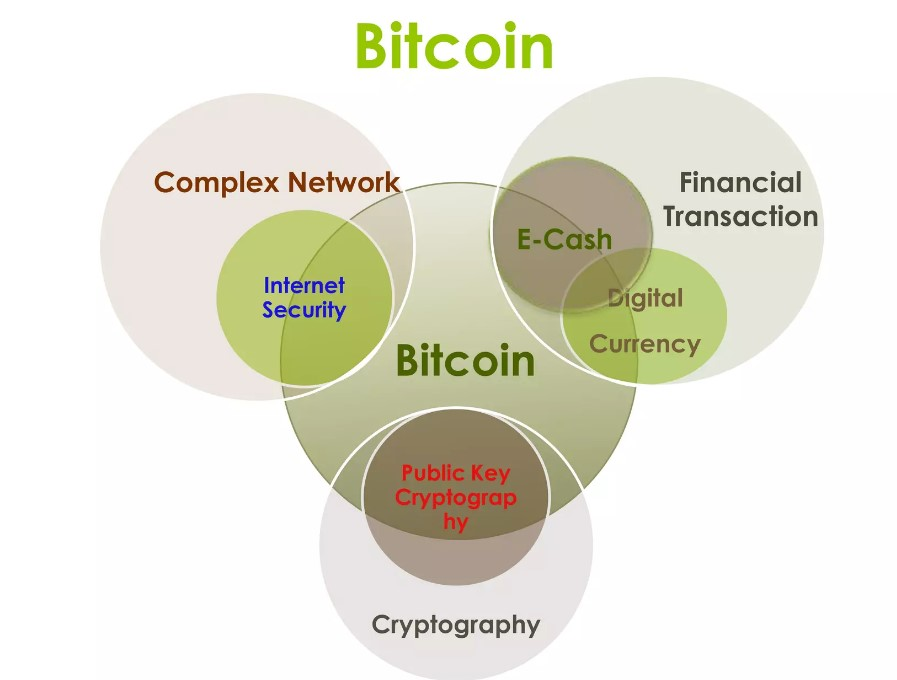 Bitcoin
Complex Network
Financial
Transaction
E-Cash
Internet
Security
Digital
Currency
Bitcoin
Public Key
Cryptograp
hy
Cryptography